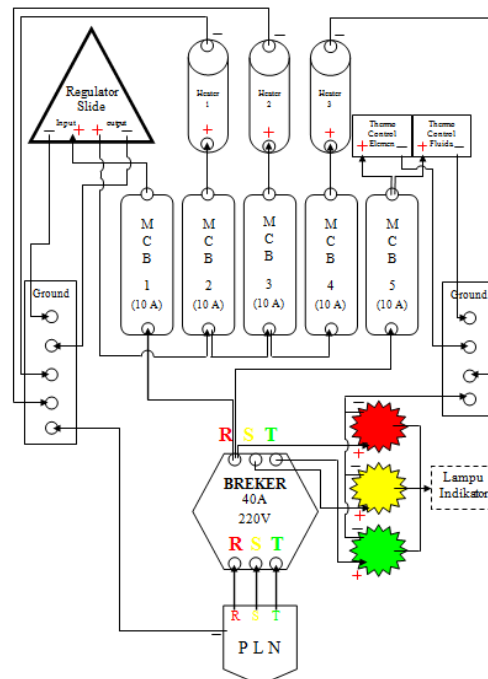 Regulator
Slide
Input
output
− + + −
−
Heater
1
+
−
Heater
2
+
−
Heater
3
+
Thermo
Control
Elemen
+ −
Thermo
Control
Fluida
+ −
M
C
B
1
(10 A)
M
C
B
2
(10 A)
M
C
B
3
(10 A)
M
C
B
4
(10 A)
M
C
B
5
(10 A)
Ground
Ground
R S T
BREKER
40A
220V
R S T
− +
− +
− +
Lampu
Indikator
R S T
−
P L N